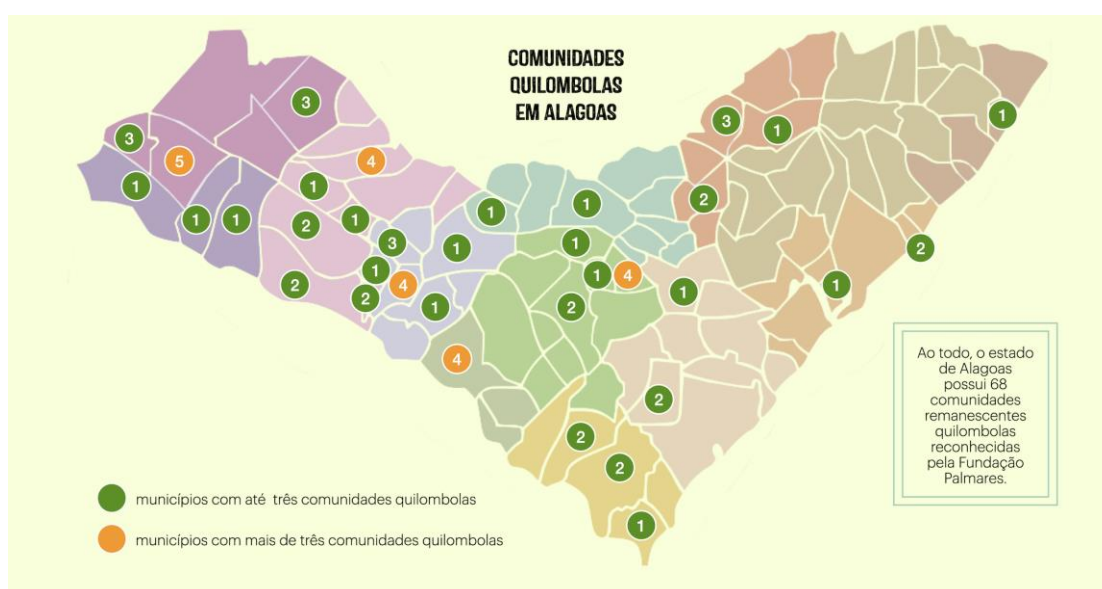 COMUNIDADES
QUILOMBOLAS
EM ALAGOAS
3
3
1
3
1
5
4
1
1
2
1
1
1
1
1
2
1
3
1
1
2
1
1
4
2
4
1
1
2
2
1
2
4
2
2
2
1
Ao todo, o estado
de Alagoas
possui 68
comunidades
remanescentes
quilombolas
reconhecidas
pela Fundação
Palmares.
municípios com até três comunidades quilombolas
municípios com mais de três comunidades quilombolas